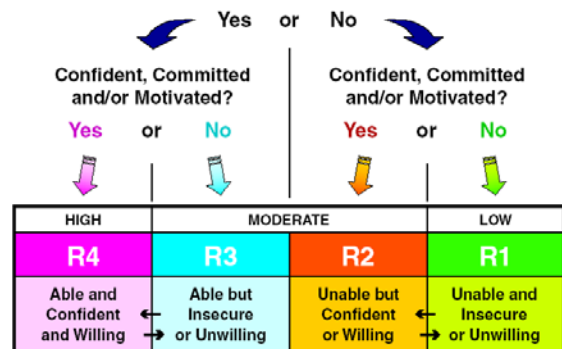 Yes or No
Confident, Committed
and/or Motivated?
Confident, Committed
and/or Motivated?
Yes or No
Yes or No
HIGH
MODERATE
LOW
R4
R3
R2
R1
Able and
Confident
and Willing
Able but
Insecure
or Unwilling
Unable but
Confident
or Willing
Unable and
Insecure
or Unwilling